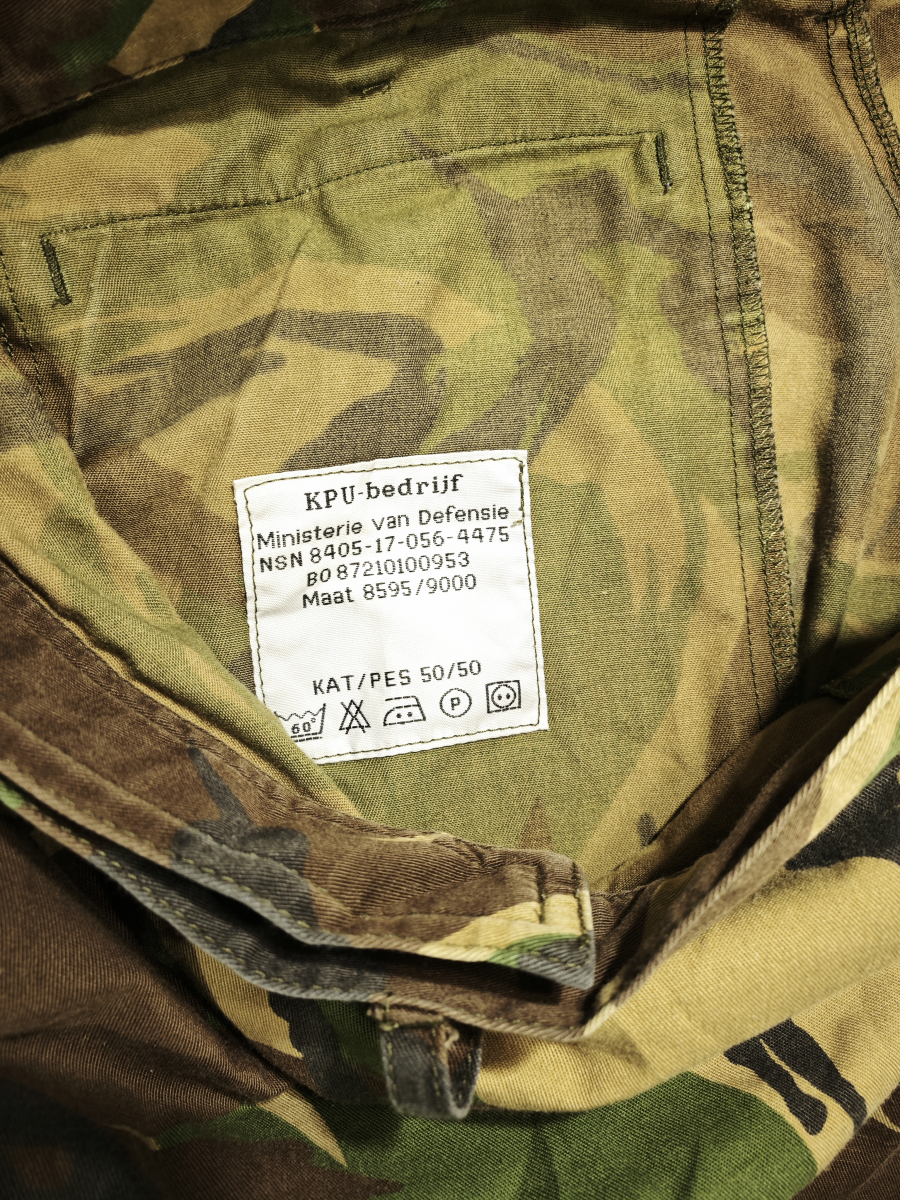 KPU-bedrijf
Ministerie van Defensie
NSN 8405-17-056-4475
BO 87210100953
Maat 8595/9000
KAT/PES 50/50
60° P